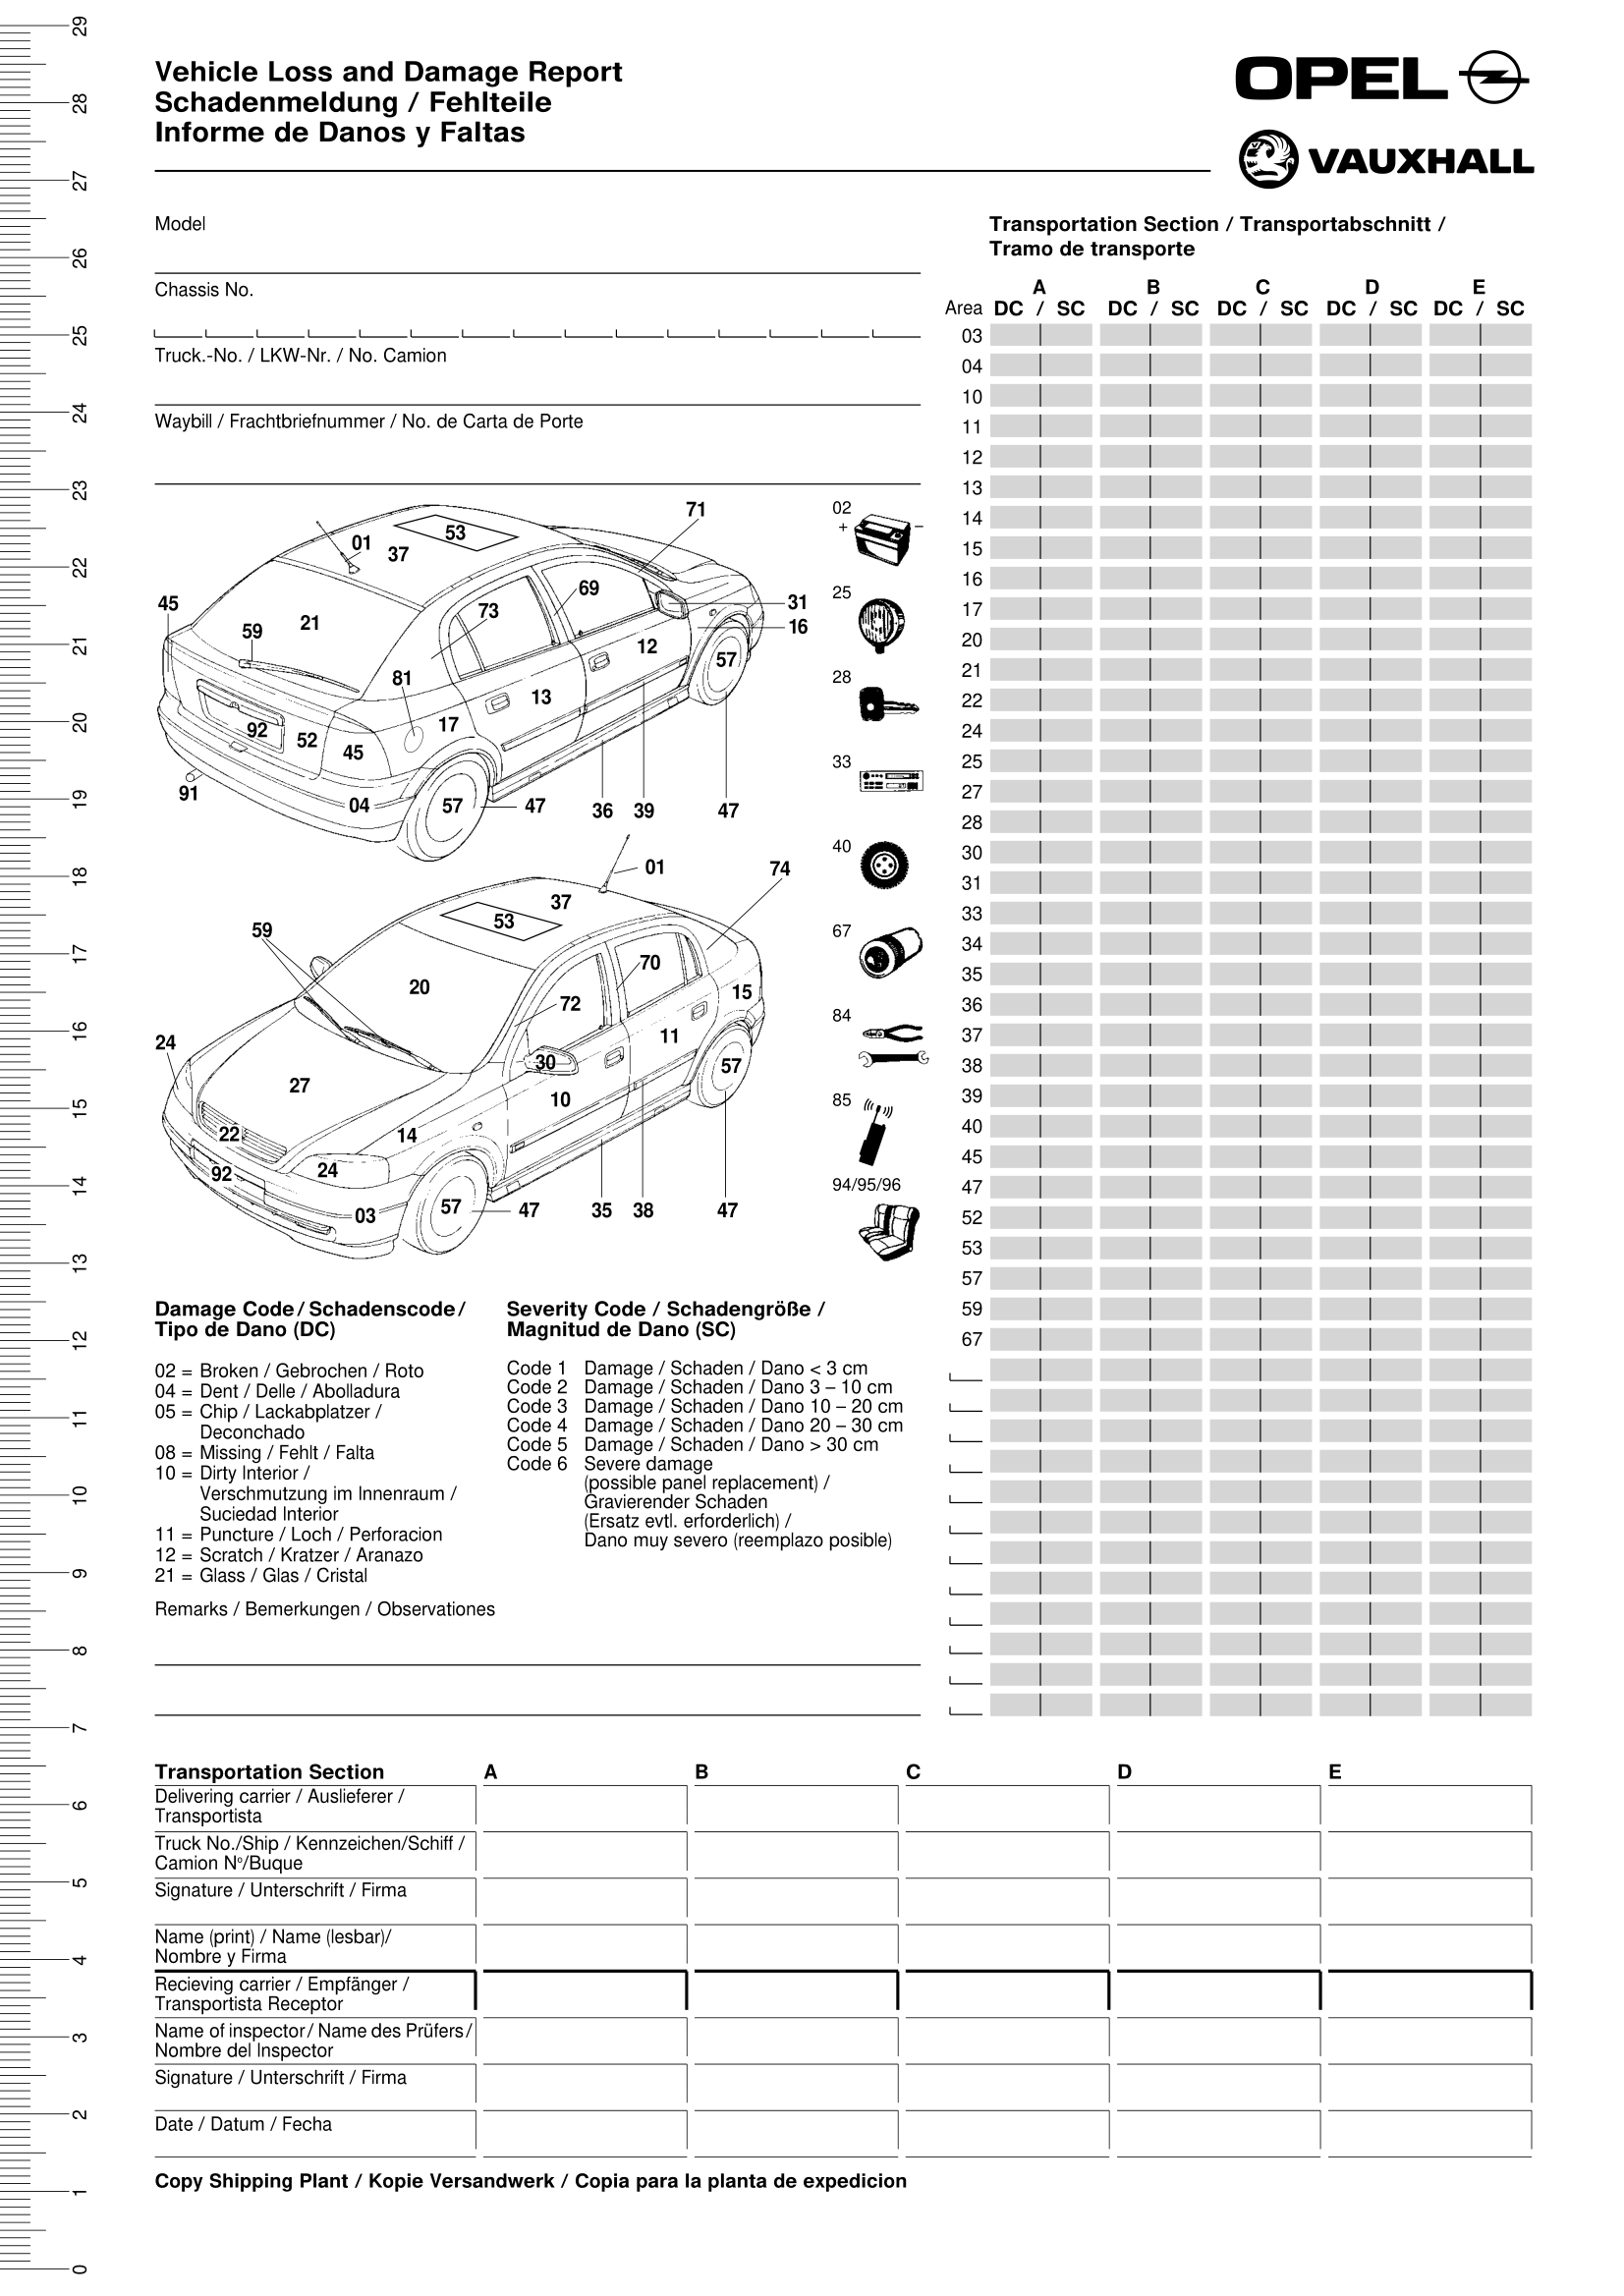 Vehicle Loss and Damage Report
Schadenmeldung / Fehlteile
Informe de Danos y Faltas
OPEL
VAUXHALL
Model
Chassis No.
Truck.-No. / LKW-Nr. / No. Camion
Waybill / Frachtbriefnummer / No. de Carta de Porte
Transportation Section / Transportabschnitt /
Tramo de transporte
A B C D E
Area DC / SC DC / SC DC / SC DC / SC DC / SC
03
04
10
11
12
13
14
15
16
17
20
21
22
24
25
27
28
30
31
33
34
35
36
37
38
39
40
45
47
52
53
57
59
67
71
53
01
37
45
69
73
31
21
59
16
12
57
81
13
17
92
52
45
91
04
57
47
36
39
47
01
74
37
53
59
70
20
15
72
24
11
30
57
27
10
14
22
92
24
57
47
35
38
47
03
02
+ −
25
28
33
40
67
84
85
94/95/96
Damage Code / Schadenscode /
Tipo de Dano (DC)
02 = Broken / Gebrochen / Roto
04 = Dent / Delle / Abolladura
05 = Chip / Lackabplatzer /
Deconchado
08 = Missing / Fehlt / Falta
10 = Dirty Interior /
Verschmutzung im Innenraum /
Suciedad Interior
11 = Puncture / Loch / Perforacion
12 = Scratch / Kratzer / Aranazo
21 = Glass / Glas / Cristal
Severity Code / Schadengröße /
Magnitud de Dano (SC)
Code 1 Damage / Schaden / Dano < 3 cm
Code 2 Damage / Schaden / Dano 3 – 10 cm
Code 3 Damage / Schaden / Dano 10 – 20 cm
Code 4 Damage / Schaden / Dano 20 – 30 cm
Code 5 Damage / Schaden / Dano > 30 cm
Code 6 Severe damage
(possible panel replacement) /
Gravierender Schaden
(Ersatz evtl. erforderlich) /
Dano muy severo (reemplazo posible)
Remarks / Bemerkungen / Observationes
Transportation Section A B C D E
Delivering carrier / Auslieferer /
Transportista
Truck No./Ship / Kennzeichen/Schiff /
Camion Nº/Buque
Signature / Unterschrift / Firma
Name (print) / Name (lesbar)/
Nombre y Firma
Recieving carrier / Empfänger /
Transportista Receptor
Name of inspector / Name des Prüfers /
Nombre del Inspector
Signature / Unterschrift / Firma
Date / Datum / Fecha
Copy Shipping Plant / Kopie Versandwerk / Copia para la planta de expedicion
29
28
27
26
25
24
23
22
21
20
19
18
17
16
15
14
13
12
11
10
9
8
7
6
5
4
3
2
1
0